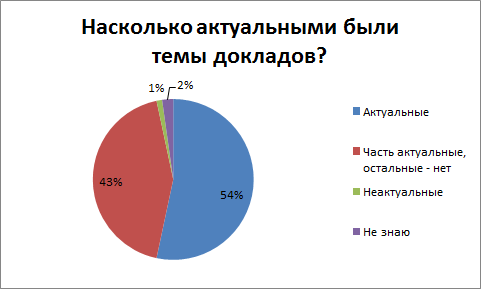 Насколько актуальными были
темы докладов?
1%
2%
43%
54%
Актуальные
Часть актуальные,
остальные - нет
Неактуальные
Не знаю